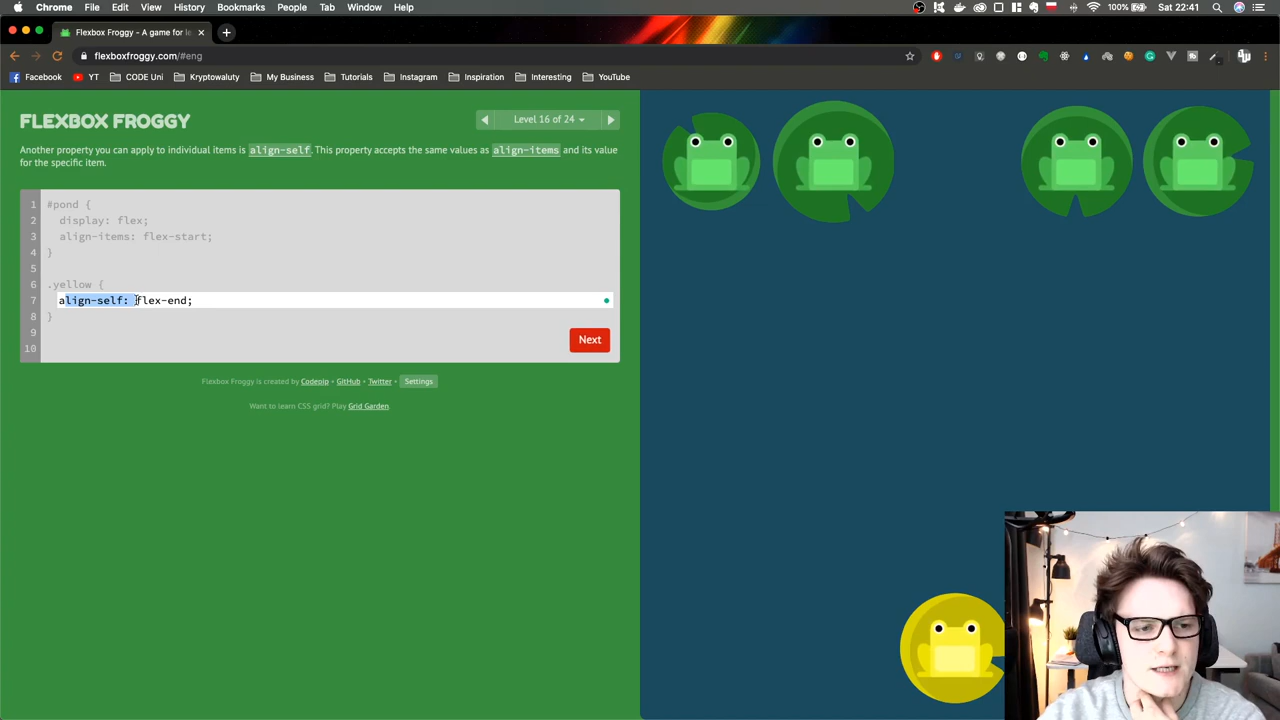 Chrome File Edit View History Bookmarks People Tab Window Help
100% Sat 22:41
Flexbox Froggy - A game for le
flexboxfroggy.com/#eng
Facebook YT CODE Uni Kryptowaluty My Business Tutorials Instagram Inspiration Interesting YouTube
FLEXBOX FROGGY
Level 16 of 24
Another property you can apply to individual items is align-self. This property accepts the same values as align-items and its value
for the specific item.
1 #pond {
2 display: flex;
3 align-items: flex-start;
4 }
5
6 .yellow {
7 align-self: flex-end;
8 }
9
10
Next
Flexbox Froggy is created by Codepip • GitHub • Twitter • Settings
Want to learn CSS grid? Play Grid Garden.